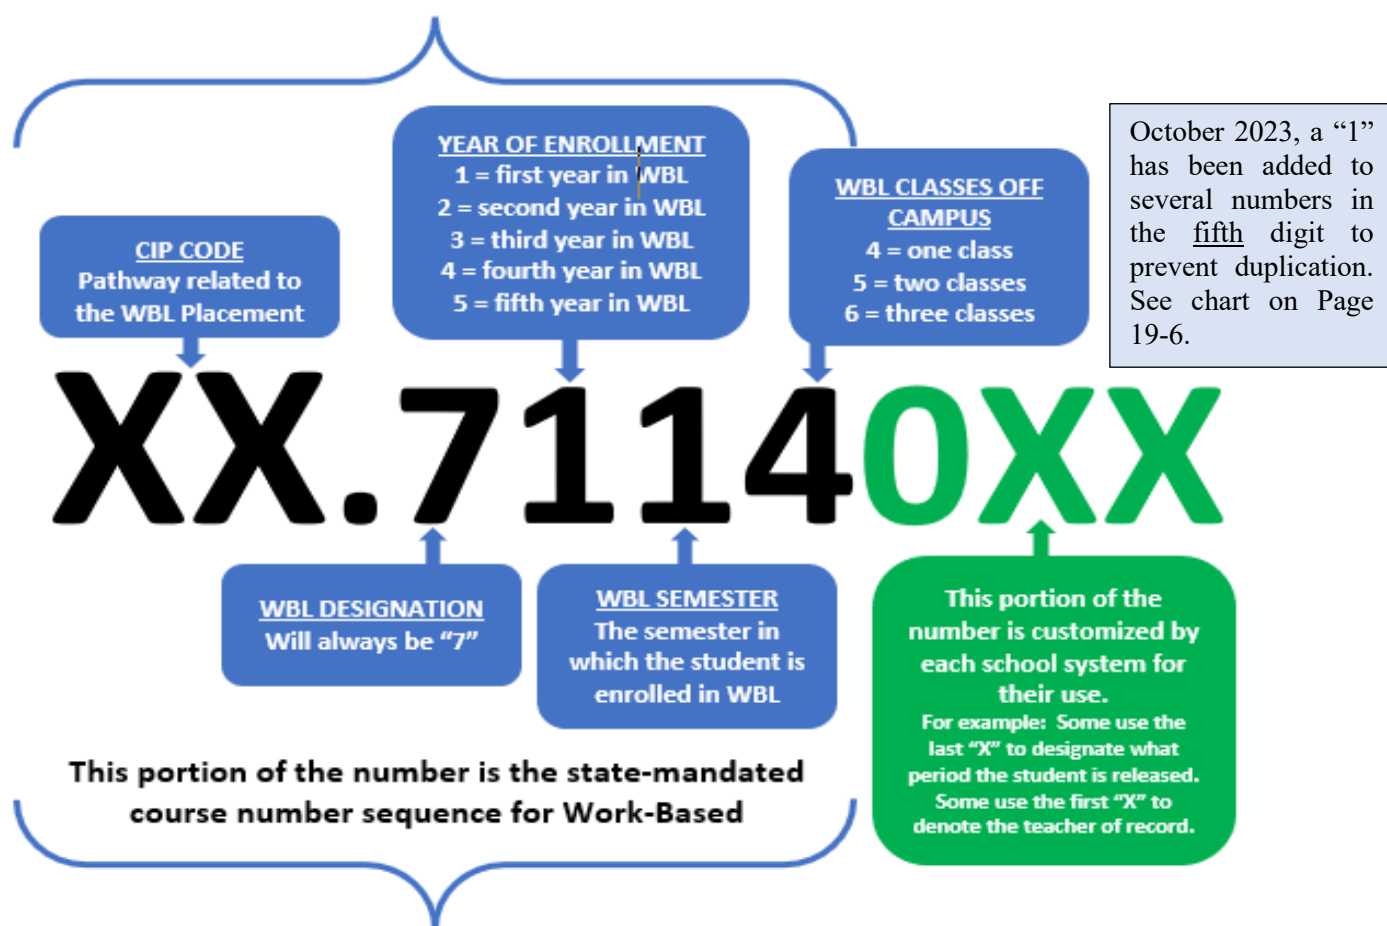 YEAR OF ENROLLMENT
1 = first year in WBL
2 = second year in WBL
3 = third year in WBL
4 = fourth year in WBL
5 = fifth year in WBL
WBL CLASSES OFF
CAMPUS
4 = one class
5 = two classes
6 = three classes
October 2023, a “1”
has been added to
several numbers in
the fifth digit to
prevent duplication.
See chart on Page
19-6.
CIP CODE
Pathway related to
the WBL Placement
XX.71140XX
WBL DESIGNATION
Will always be “7”
WBL SEMESTER
The semester in
which the student is
enrolled in WBL
This portion of the
number is customized by
each school system for
their use.
For example: Some use the
last “X” to designate what
period the student is released.
Some use the first “X” to
denote the teacher of record.
This portion of the number is the state-mandated
course number sequence for Work-Based